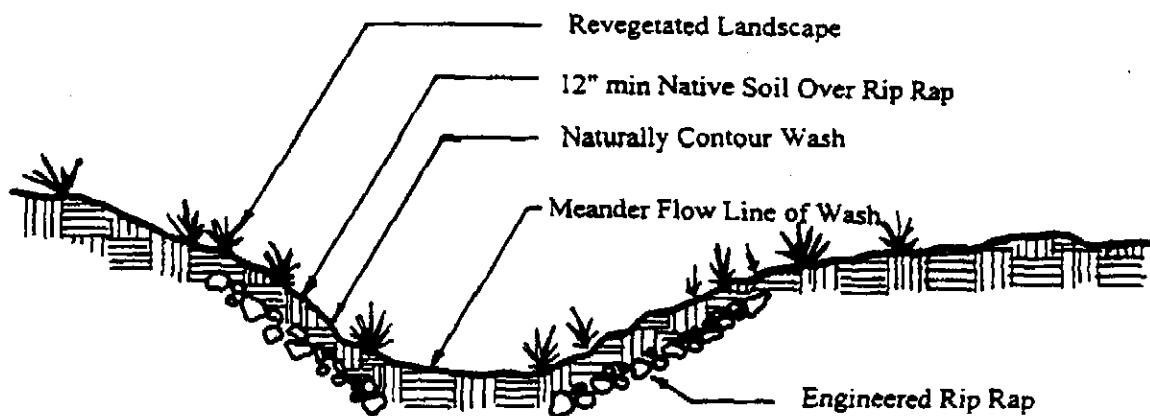 Revegetated Landscape
12" min Native Soil Over Rip Rap
Naturally Contour Wash
Meander Flow Line of Wash
Engineered Rip Rap